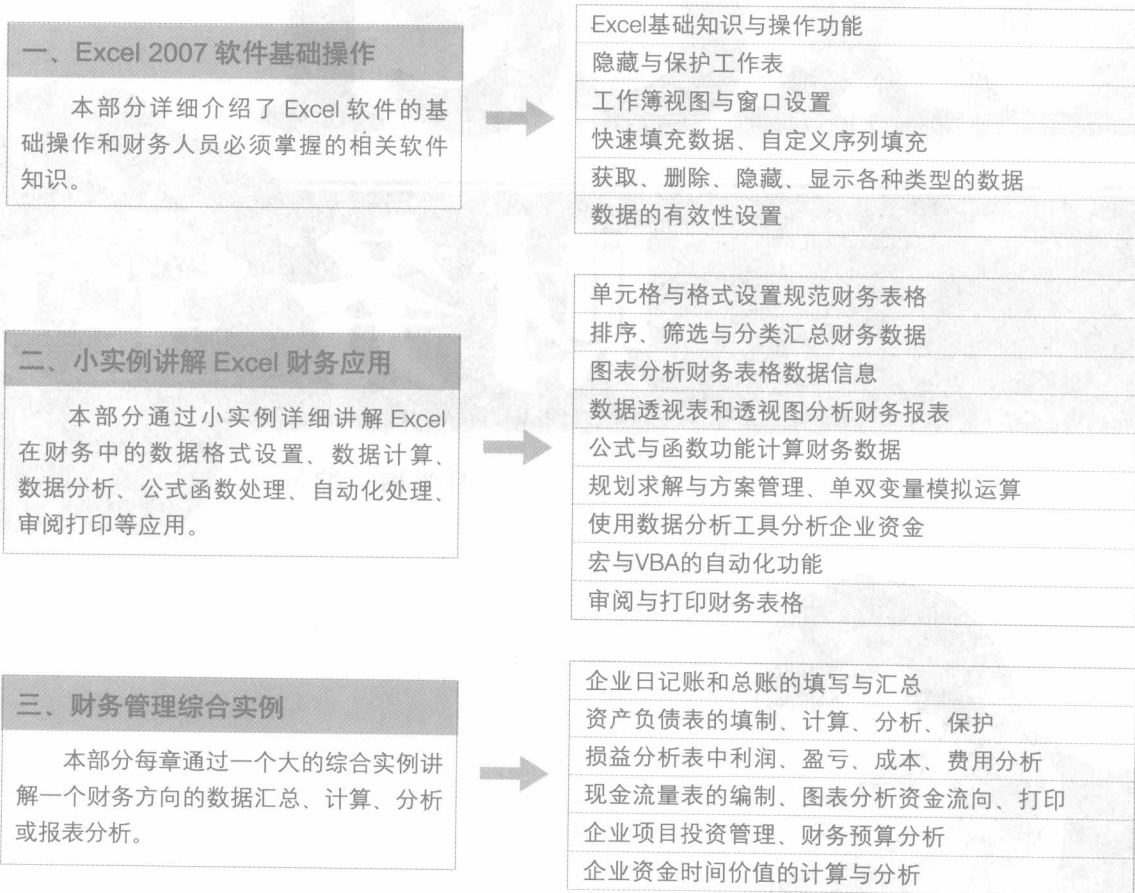 一、Excel 2007 软件基础操作
本部分详细介绍了 Excel 软件的基
础操作和财务人员必须掌握的相关软件
知识。
Excel基础知识与操作功能
隐藏与保护工作表
工作簿视图与窗口设置
快速填充数据、自定义序列填充
获取、删除、隐藏、显示各种类型的数据
数据的有效性设置
二、小实例讲解 Excel 财务应用
本部分通过小实例详细讲解 Excel
在财务中的数据格式设置、数据计算、
数据分析、公式函数处理、自动化处理、
审阅打印等应用。
单元格与格式设置规范财务表格
排序、筛选与分类汇总财务数据
图表分析财务表格数据信息
数据透视表和透视图分析财务报表
公式与函数功能计算财务数据
规划求解与方案管理、单双变量模拟运算
使用数据分析工具分析企业资金
宏与VBA的自动化功能
审阅与打印财务表格
三、财务管理综合实例
本部分每章通过一个大的综合实例讲
解一个财务方向的数据汇总、计算、分析
或报表分析。
企业日记账和总账的填写与汇总
资产负债表的填制、计算、分析、保护
损益分析表中利润、盈亏、成本、费用分析
现金流量表的编制、图表分析资金流向、打印
企业项目投资管理、财务预算分析
企业资金时间价值的计算与分析